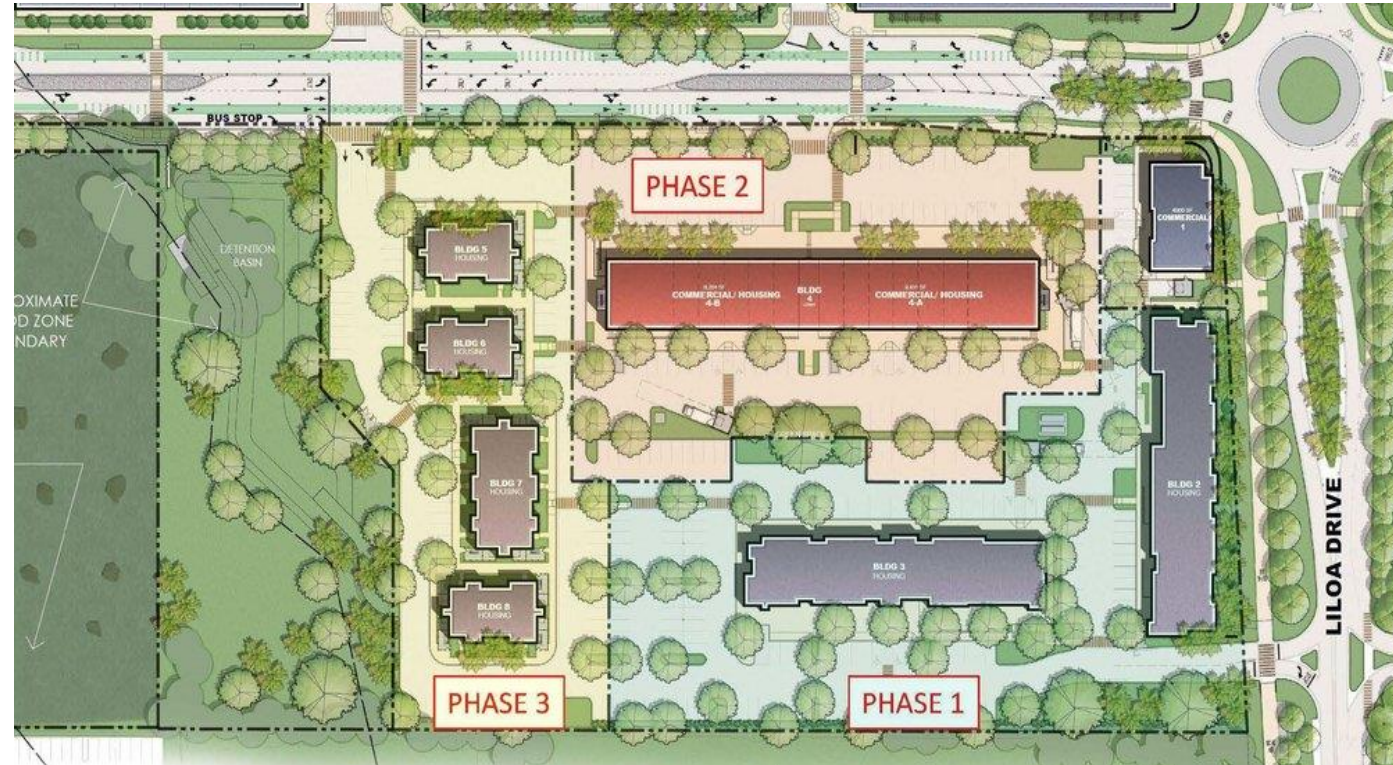 BUS STOP
PHASE 2
COMMERCIAL
1
DETENTION
BASIN
BLDG 5
HOUSING
COMMERCIAL/ HOUSING
4-B
BLDG
4
COMMERCIAL/ HOUSING
4-A
OXIMATE
OD ZONE
NDARY
BLDG 6
HOUSING
BLDG 7
HOUSING
BLDG 2
HOUSING
BLDG 3
HOUSING
BLDG 8
HOUSING
LILOA DRIVE
PHASE 3
PHASE 1